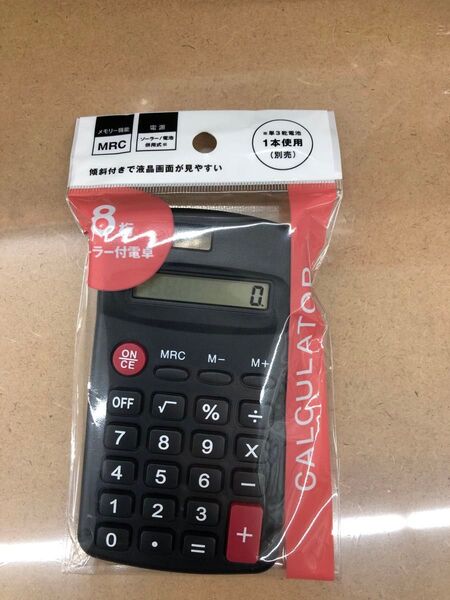 メモリー機能
MRC
電源
ソーラー/電池
併用式※
※単3乾電池
1本使用
(別売)
傾斜付きで液晶画面が見やすい
8桁
ラー付電卓
CALCULATOR
0.
ON/CE
MRC M− M+
OFF √ % ÷
7 8 9 X
4 5 6 −
1 2 3 +
0 • =